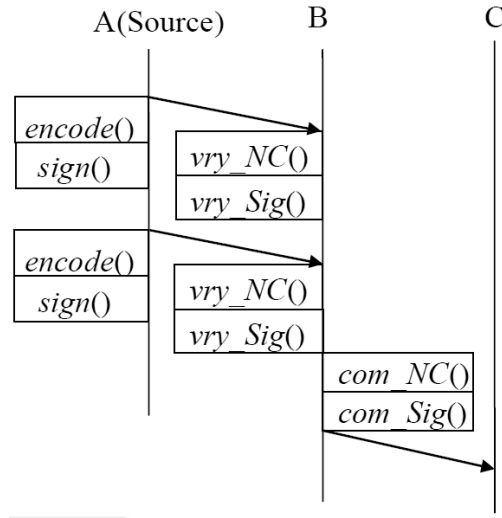 A(Source) B C
encode()
sign()
vry_NC()
vry_Sig()
encode()
sign()
vry_NC()
vry_Sig()
com_NC()
com_Sig()